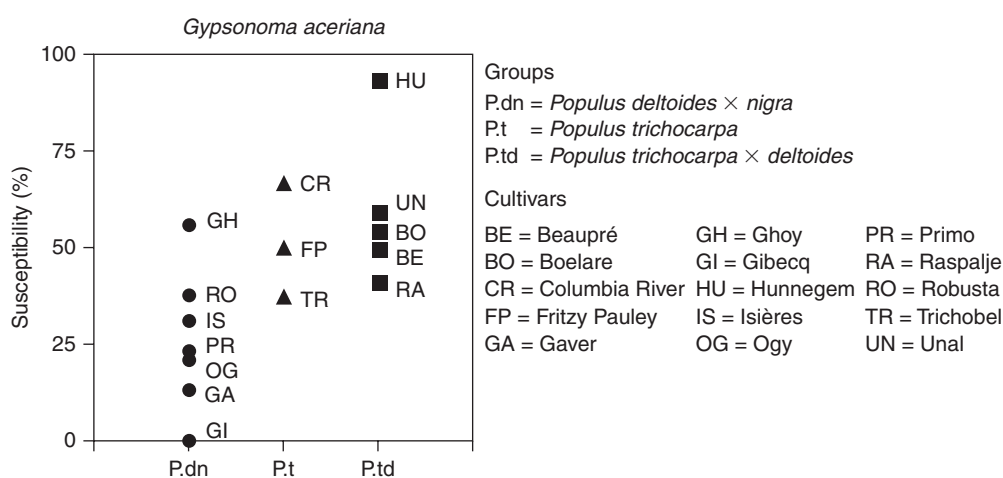 Gypsonoma aceriana
Susceptibility (%)
100
75
50
25
0
GH
RO
IS
PR
OG
GA
GI
CR
FP
TR
HU
UN
BO
BE
RA
P.dn
P.t
P.td
Groups
P.dn = Populus deltoides × nigra
P.t = Populus trichocarpa
P.td = Populus trichocarpa × deltoides
Cultivars
BE = Beaupré GH = Ghoy PR = Primo
BO = Boelare GI = Gibecq RA = Raspalje
CR = Columbia River HU = Hunnegem RO = Robusta
FP = Fritzy Pauley IS = Isières TR = Trichobel
GA = Gaver OG = Ogy UN = Unal